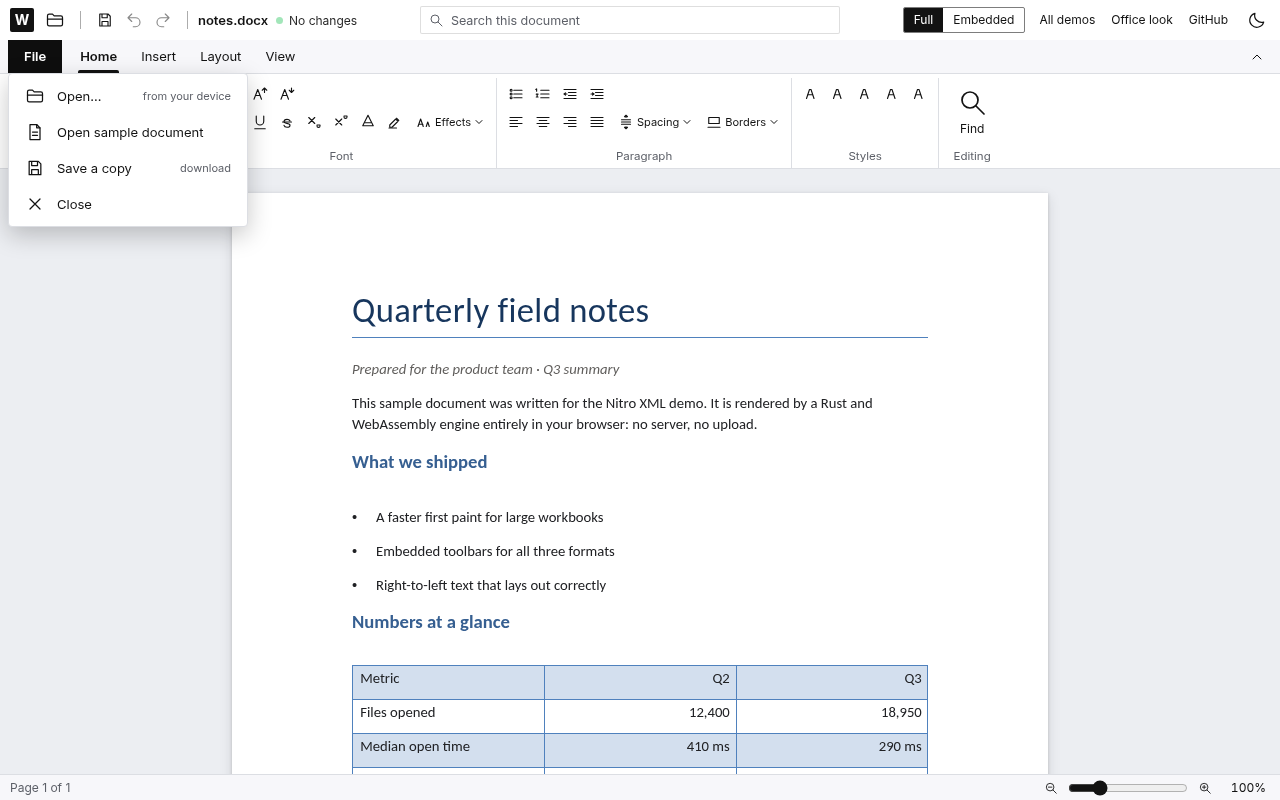 W notes.docx No changes Search this document Full Embedded All demos Office look GitHub
File Home Insert Layout View
Open... from your device
Open sample document
Save a copy download
Close
Effects
Font
Spacing Borders
Paragraph
A A A A A
Styles
Find
Editing
Quarterly field notes
Prepared for the product team · Q3 summary
This sample document was written for the Nitro XML demo. It is rendered by a Rust and
WebAssembly engine entirely in your browser: no server, no upload.
What we shipped
• A faster first paint for large workbooks
• Embedded toolbars for all three formats
• Right-to-left text that lays out correctly
Numbers at a glance
Metric Q2 Q3
Files opened 12,400 18,950
Median open time 410 ms 290 ms
Page 1 of 1 100%